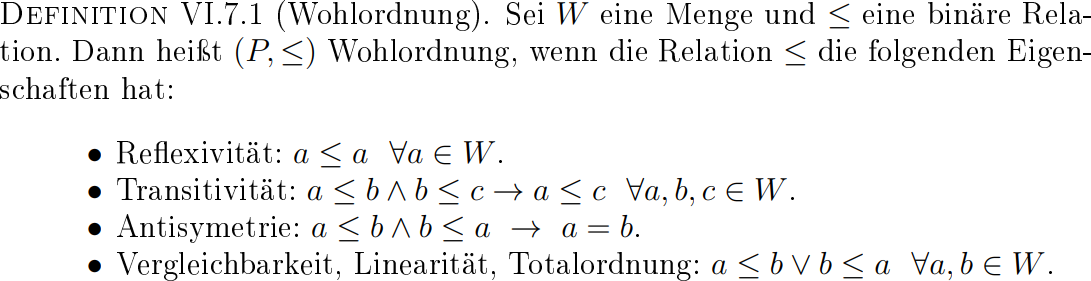 DEFINITION VI.7.1 (Wohlordnung). Sei W eine Menge und ≤ eine binäre Rela-
tion. Dann heißt (P, ≤) Wohlordnung, wenn die Relation ≤ die folgenden Eigen-
schaften hat:
• Reflexivität: a ≤ a ∀a ∈ W.
• Transitivität: a ≤ b ∧ b ≤ c → a ≤ c ∀a, b, c ∈ W.
• Antisymetrie: a ≤ b ∧ b ≤ a → a = b.
• Vergleichbarkeit, Linearität, Totalordnung: a ≤ b ∨ b ≤ a ∀a, b ∈ W.